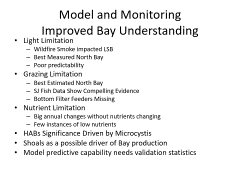 Model and Monitoring
Improved Bay Understanding
• Light Limitation
– Wildfire Smoke impacted LSB
– Best Measured North Bay
– Poor predictability
• Grazing Limitation
– Best Estimated North Bay
– SJ Fish Data Show Compelling Evidence
– Bottom Filter Feeders Missing
• Nutrient Limitation
– Big annual changes without nutrients changing
– Few instances of low nutrients
• HABs Significance Driven by Microcystis
• Shoals as a possible driver of Bay production
• Model predictive capability needs validation statistics